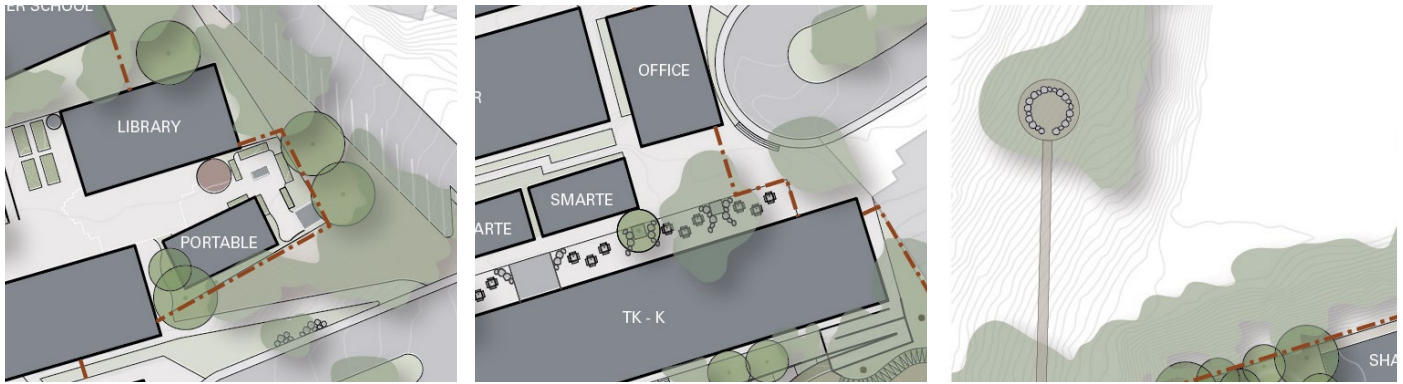 ER SCHOOL
LIBRARY
PORTABLE
OFFICE
R
SMARTE
ARTE
TK - K
SHA